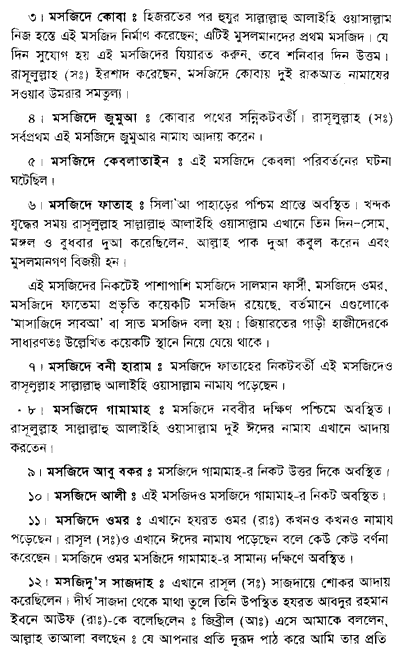 ৩। মসজিদে কোবা ঃ হিজরতের পর হুযুর সাল্লাল্লাহু আলাইহি ওয়াসাল্লাম
নিজ হস্তে এই মসজিদ নির্মাণ করেছেন; এটিই মুসলমানদের প্রথম মসজিদ। যে
দিন সুযোগ হয় এই মসজিদের যিয়ারত করুন, তবে শনিবার দিন উত্তম।
রাসূলুল্লাহ (সঃ) ইরশাদ করেছেন, মসজিদে কোবায় দুই রাকআত নামাযের
সওয়াব উমরার সমতুল্য।
৪। মসজিদে জুমুআ ঃ কোবার পথের সন্নিকটবর্তী। রাসূলুল্লাহ (সঃ)
সর্বপ্রথম এই মসজিদে জুমুআর নামায আদায় করেন।
৫। মসজিদে কেবলাতাইন ঃ এই মসজিদে কেবলা পরিবর্তনের ঘটনা
ঘটেছিল।
৬। মসজিদে ফাতাহ ঃ সিলা'আ পাহাড়ের পশ্চিম প্রান্তে অবস্থিত। খন্দক
যুদ্ধের সময় রাসূলুল্লাহ সাল্লাল্লাহু আলাইহি ওয়াসাল্লাম এখানে তিন দিন–সোম,
মঙ্গল ও বুধবার দুআ করেছিলেন, আল্লাহ পাক দুআ কবুল করেন এবং
মুসলমানগণ বিজয়ী হন।
এই মসজিদের নিকটেই পাশাপাশি মসজিদে সালমান ফার্সী, মসজিদে ওমর,
মসজিদে ফাতেমা প্রভৃতি কয়েকটি মসজিদ রয়েছে, বর্তমানে এগুলোকে
'মাসাজিদে সাবআ' বা সাত মসজিদ বলা হয়। জিয়ারতের গাড়ী হাজীদেরকে
সাধারণতঃ উল্লেখিত কয়েকটি স্থানে নিয়ে যেয়ে থাকে।
৭। মসজিদে বনী হারাম ঃ মসজিদে ফাতাহের নিকটবর্তী এই মসজিদেও
রাসূলুল্লাহ সাল্লাল্লাহু আলাইহি ওয়াসাল্লাম নামায পড়েছেন।
৮। মসজিদে গামামাহ ঃ মসজিদে নববীর দক্ষিণ পশ্চিমে অবস্থিত।
রাসূলুল্লাহ সাল্লাল্লাহু আলাইহি ওয়াসাল্লাম দুই ঈদের নামায এখানে আদায়
করতেন।
৯। মসজিদে আবু বকর ঃ মসজিদে গামামাহ-র নিকট উত্তর দিকে অবস্থিত।
১০। মসজিদে আলী ঃ এই মসজিদও মসজিদে গামামাহ-র নিকট অবস্থিত।
১১। মসজিদে ওমর ঃ এখানে হযরত ওমর (রাঃ) কখনও কখনও নামায
পড়েছেন। রাসূল (সঃ)ও এখানে ঈদের নামায পড়েছেন বলে কেউ কেউ বর্ণনা
করেছেন। মসজিদে ওমর মসজিদে গামামাহ-র সামান্য দক্ষিণে অবস্থিত।
১২। মসজিদু'স সাজদাহ ঃ এখানে রাসূল (সঃ) সাজদায়ে শোকর আদায়
করেছিলেন। দীর্ঘ সাজদা থেকে মাথা তুলে তিনি উপস্থিত হযরত আবদুর রহমান
ইবনে আউফ (রাঃ)-কে বলেছিলেন ঃ জিব্রীল (আঃ) এসে আমাকে বললেন,
আল্লাহ তাআলা বলছেন ঃ যে আপনার প্রতি দুরূদ পাঠ করে আমি তার প্রতি